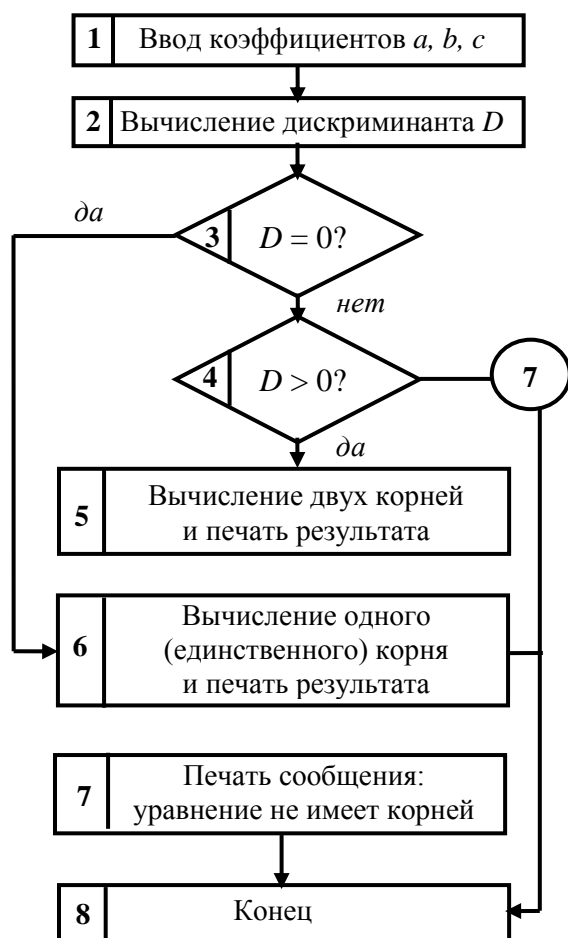 1 Ввод коэффициентов a, b, c
2 Вычисление дискриминанта D
да
3 D = 0?
нет
4 D > 0?
7
да
5 Вычисление двух корней
и печать результата
6 Вычисление одного
(единственного) корня
и печать результата
7 Печать сообщения:
уравнение не имеет корней
8 Конец